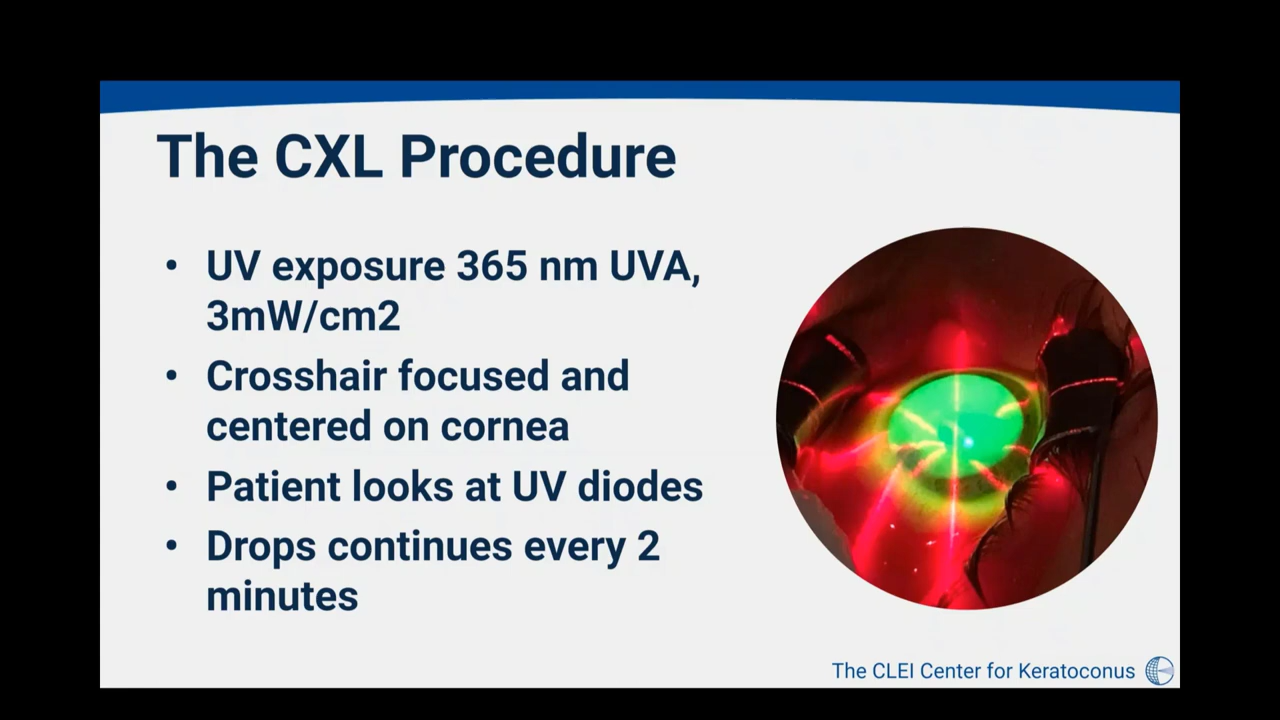 The CXL Procedure
• UV exposure 365 nm UVA,
3mW/cm2
• Crosshair focused and
centered on cornea
• Patient looks at UV diodes
• Drops continues every 2
minutes
The CLEI Center for Keratoconus